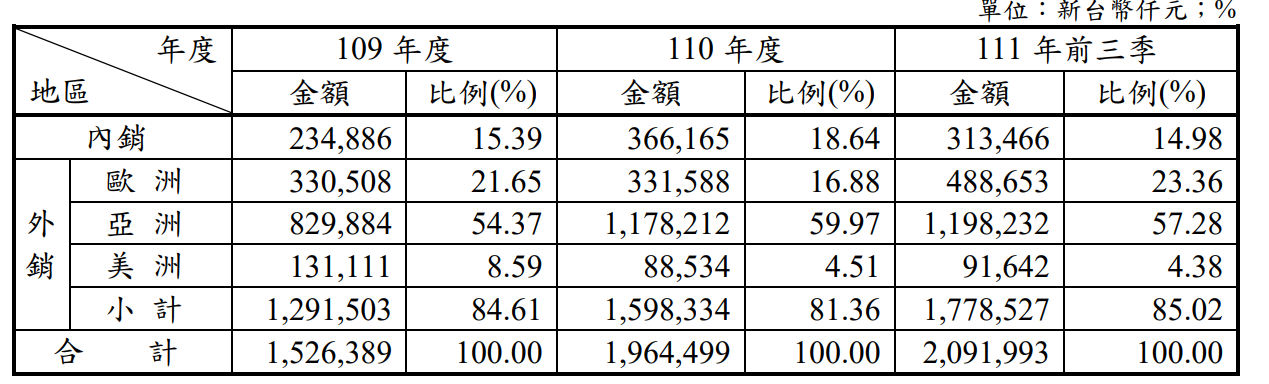 單位：新台幣仟元；%
年度 109 年度 110 年度 111 年前三季
地區 金額 比例(%) 金額 比例(%) 金額 比例(%)
內銷 234,886 15.39 366,165 18.64 313,466 14.98
外銷 歐 洲 330,508 21.65 331,588 16.88 488,653 23.36
亞 洲 829,884 54.37 1,178,212 59.97 1,198,232 57.28
美 洲 131,111 8.59 88,534 4.51 91,642 4.38
小 計 1,291,503 84.61 1,598,334 81.36 1,778,527 85.02
合 計 1,526,389 100.00 1,964,499 100.00 2,091,993 100.00